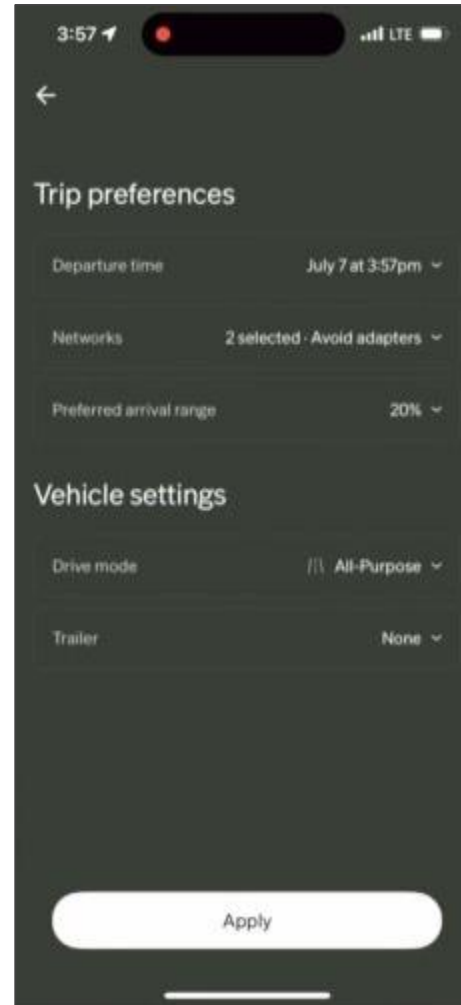 3:57 LTE
Trip preferences
Departure time July 7 at 3:57pm
Networks 2 selected · Avoid adapters
Preferred arrival range 20%
Vehicle settings
Drive mode All-Purpose
Trailer None
Apply